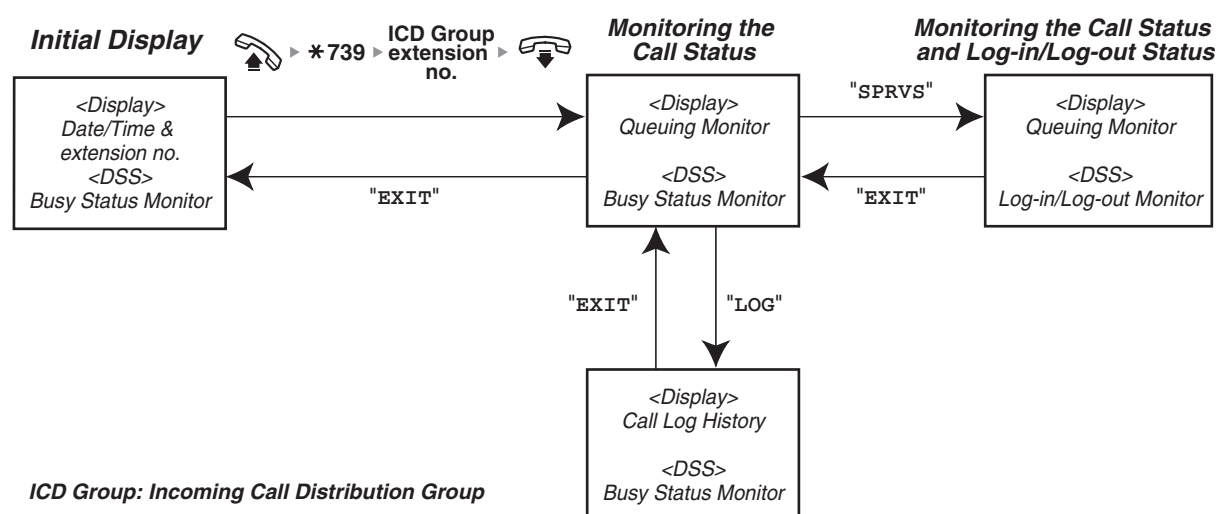 Initial Display
✱739
ICD Group
extension
no.
Monitoring the
Call Status
Monitoring the Call Status
and Log-in/Log-out Status
<Display>
Date/Time &
extension no.
<DSS>
Busy Status Monitor
"EXIT"
<Display>
Queuing Monitor
<DSS>
Busy Status Monitor
"SPRVS"
"EXIT"
<Display>
Queuing Monitor
<DSS>
Log-in/Log-out Monitor
"EXIT"
"LOG"
<Display>
Call Log History
<DSS>
Busy Status Monitor
ICD Group: Incoming Call Distribution Group